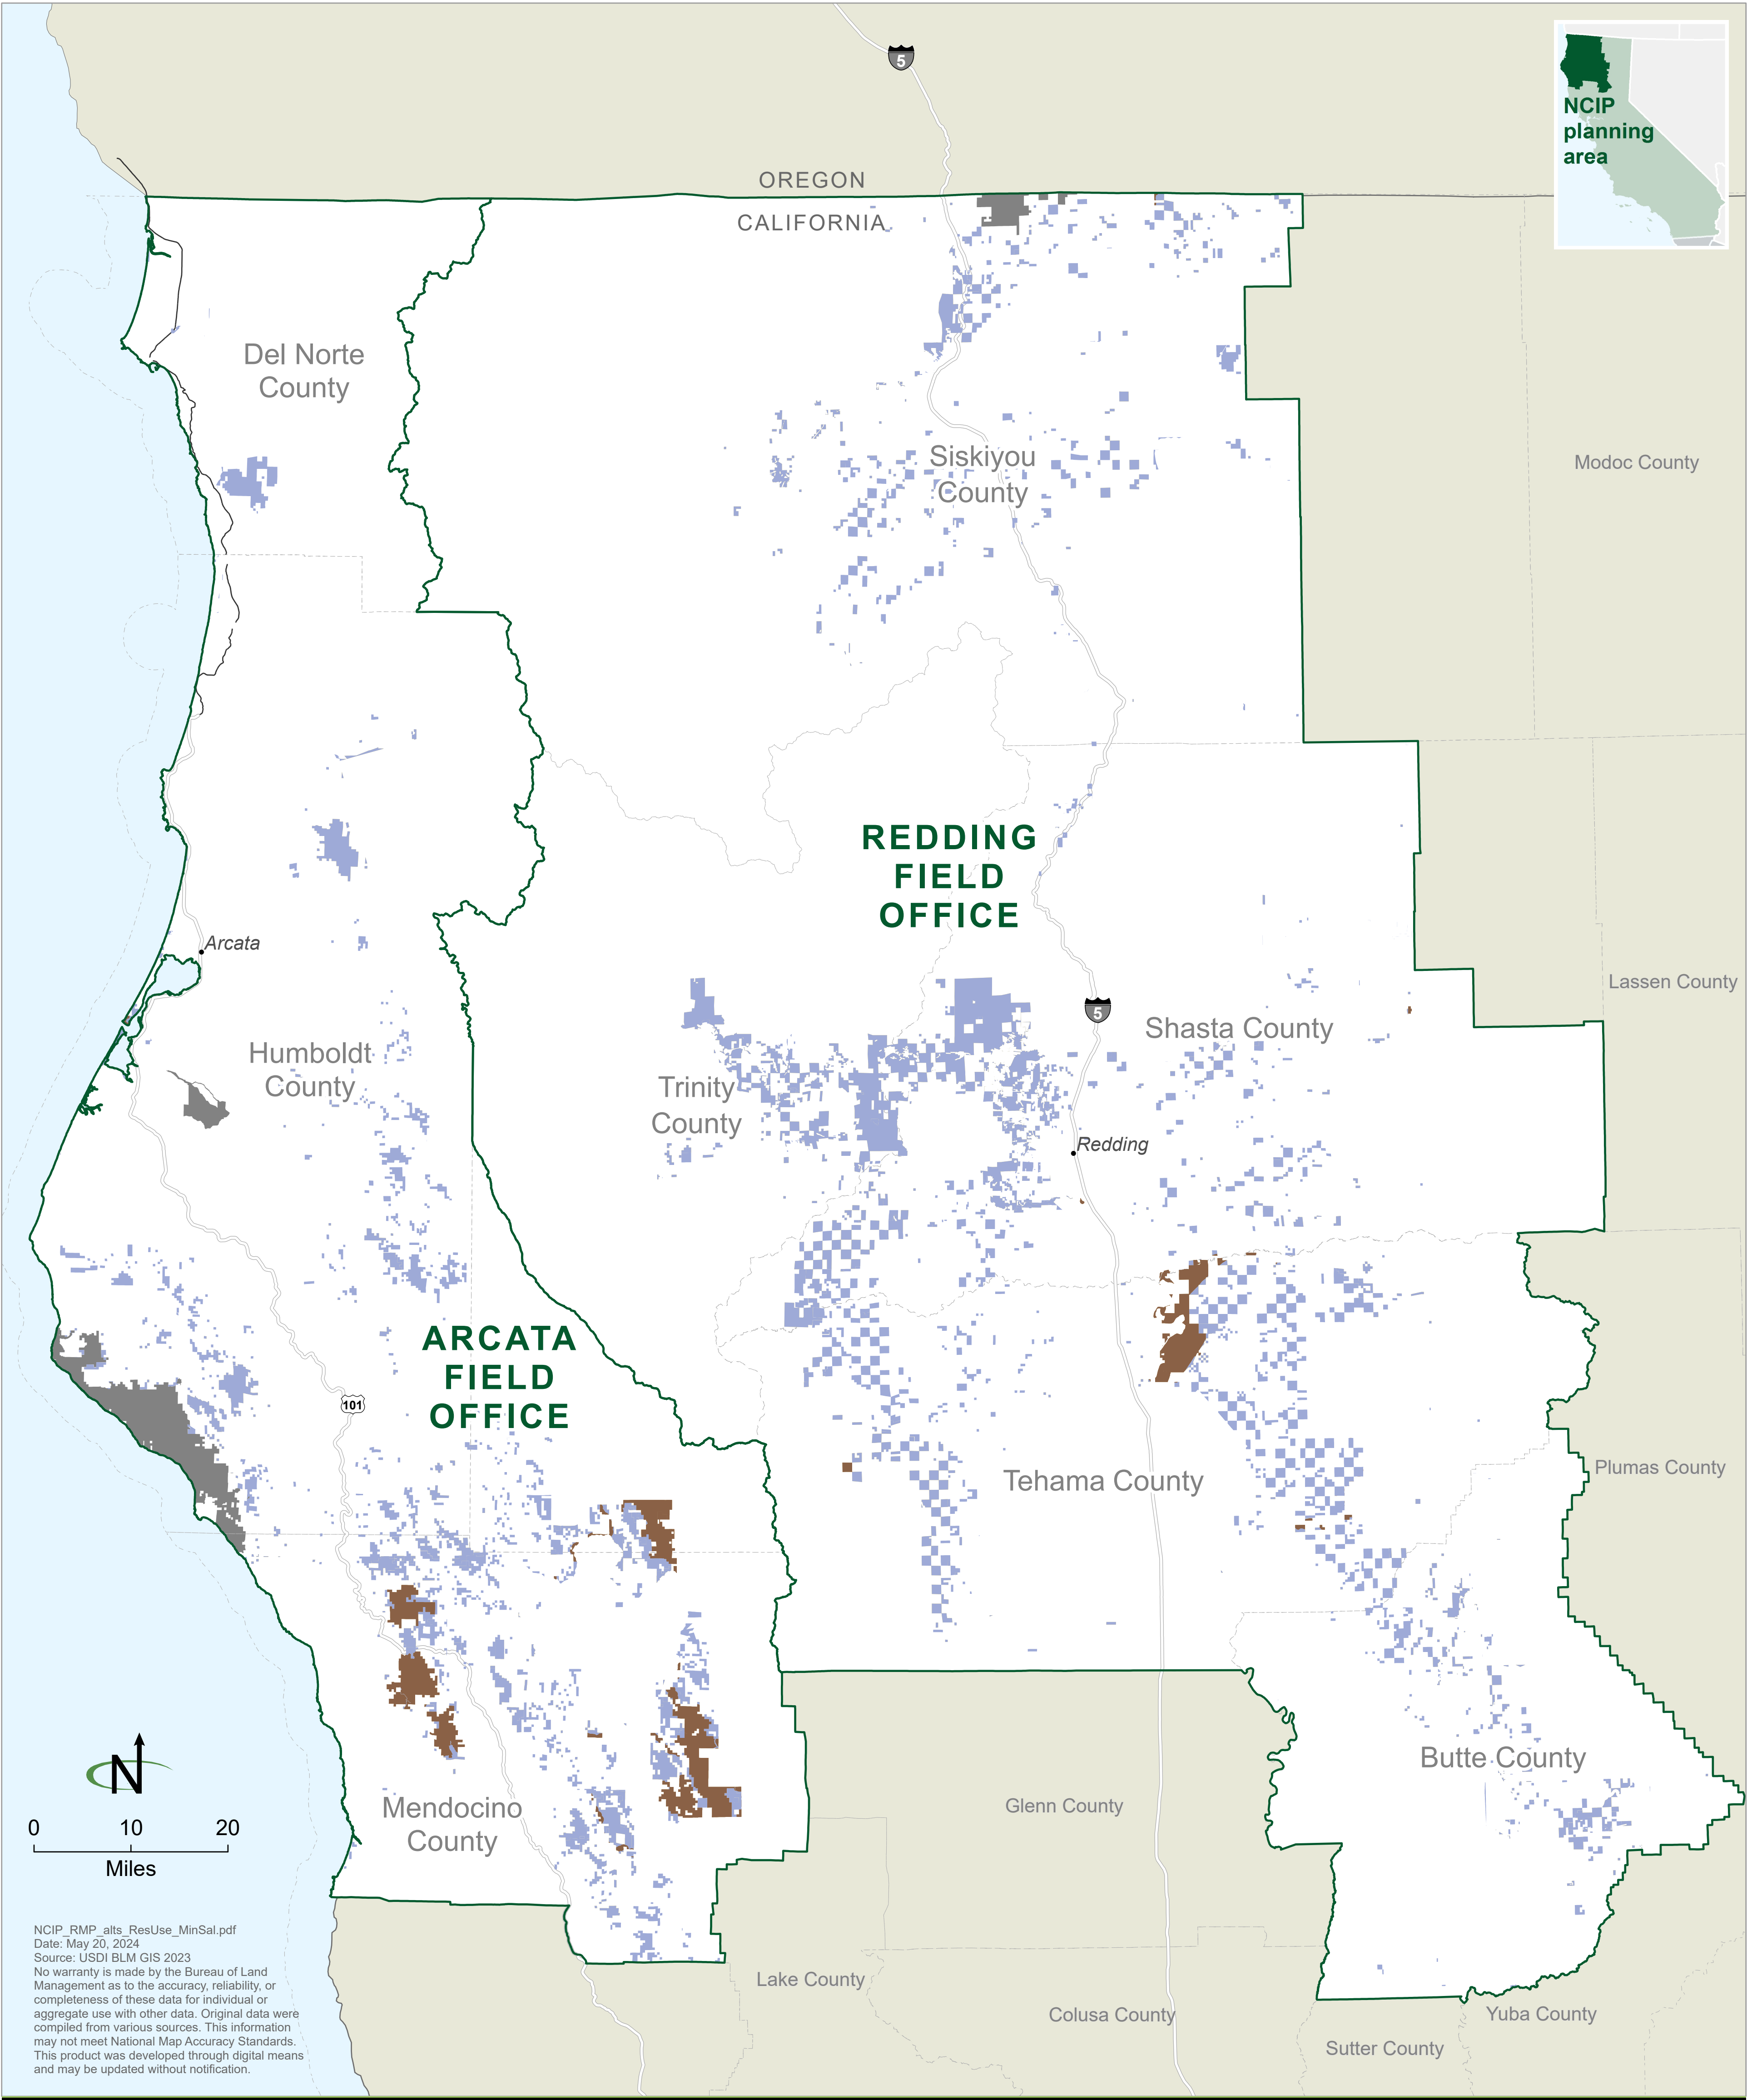 5
NCIP
planning
area
OREGON
CALIFORNIA
Del Norte
County
Siskiyou
County
Modoc County
REDDING
FIELD
OFFICE
Arcata
Lassen County
5
Shasta County
Humboldt
County
Trinity
County
Redding
ARCATA
FIELD
OFFICE
101
Plumas County
Tehama County
N
Butte County
Mendocino
County
Glenn County
0 10 20
Miles
NCIP_RMP_alts_ResUse_MinSal.pdf
Date: May 20, 2024
Source: USDI BLM GIS 2023
No warranty is made by the Bureau of Land
Management as to the accuracy, reliability, or
completeness of these data for individual or
aggregate use with other data. Original data were
compiled from various sources. This information
may not meet National Map Accuracy Standards.
This product was developed through digital means
and may be updated without notification.
Lake County
Colusa County
Yuba County
Sutter County